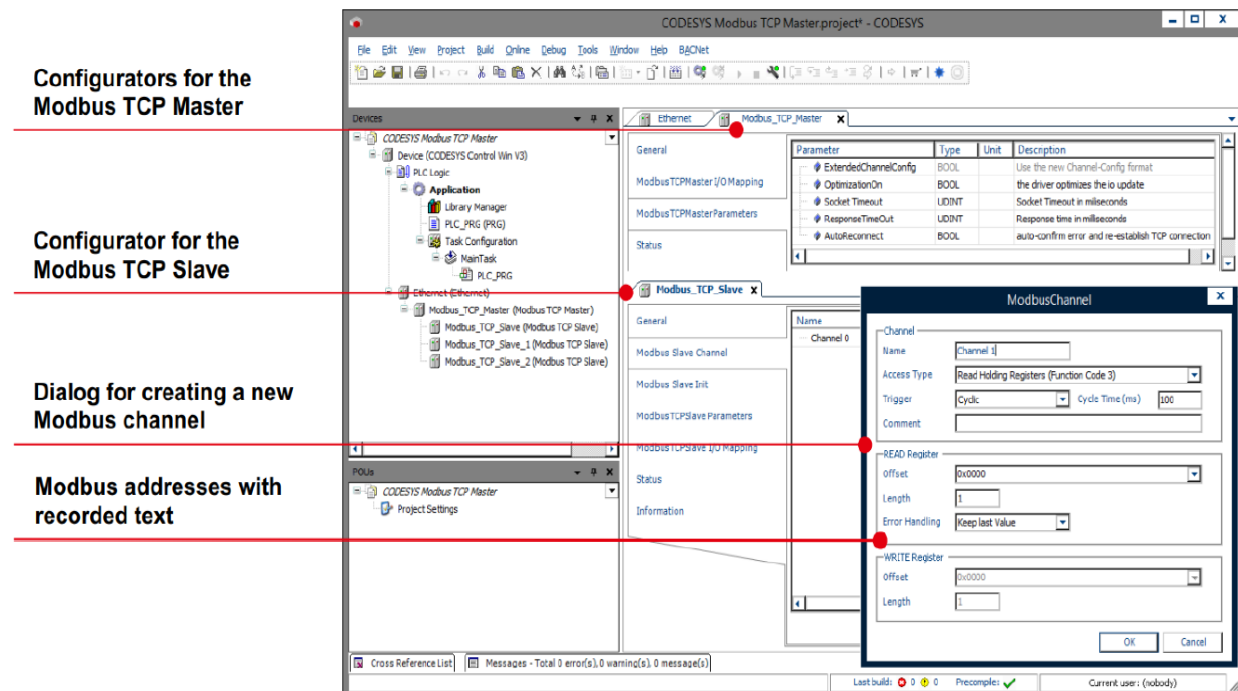 Configurators for the
Modbus TCP Master
Configurator for the
Modbus TCP Slave
Dialog for creating a new
Modbus channel
Modbus addresses with
recorded text
CODESYS Modbus TCP Master.project* - CODESYS
File Edit View Project Build Online Debug Tools Window Help BACNet
Devices
CODESYS Modbus TCP Master
Device (CODESYS Control Win V3)
PLC Logic
Application
Library Manager
PLC_PRG (PRG)
Task Configuration
MainTask
PLC_PRG
Ethernet (Ethernet)
Modbus_TCP_Master (Modbus TCP Master)
Modbus_TCP_Slave (Modbus TCP Slave)
Modbus_TCP_Slave_1 (Modbus TCP Slave)
Modbus_TCP_Slave_2 (Modbus TCP Slave)
POUs
CODESYS Modbus TCP Master
Project Settings
Ethernet Modbus_TCP_Master X
General
ModbusTCPMaster I/O Mapping
ModbusTCPMasterParameters
Status
Parameter Type Unit Description
ExtendedChannelConfig BOOL Use the new Channel-Config format
OptimizationOn BOOL the driver optimizes the io update
Socket Timeout UDINT Socket Timeout in miliseconds
ResponseTimeOut UDINT Response time in milliseconds
AutoReconnect BOOL auto-confirm error and re-establish TCP connection
Modbus_TCP_Slave X
General
Modbus Slave Channel
Modbus Slave Init
ModbusTCPSlave Parameters
ModbusTCPSlave I/O Mapping
Status
Information
Name
Channel 0
ModbusChannel X
Channel
Name Channel 1
Access Type Read Holding Registers (Function Code 3)
Trigger Cyclic Cycle Time (ms) 100
Comment
READ Register
Offset 0x0000
Length 1
Error Handling Keep last Value
WRITE Register
Offset 0x0000
Length 1
OK Cancel
Cross Reference List Messages - Total 0 error(s), 0 warning(s), 0 message(s)
Last build: 0 0 Precompile: Current user: (nobody)